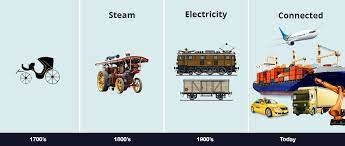 Steam
Electricity
Connected
1700's
1800's
1900's
Today